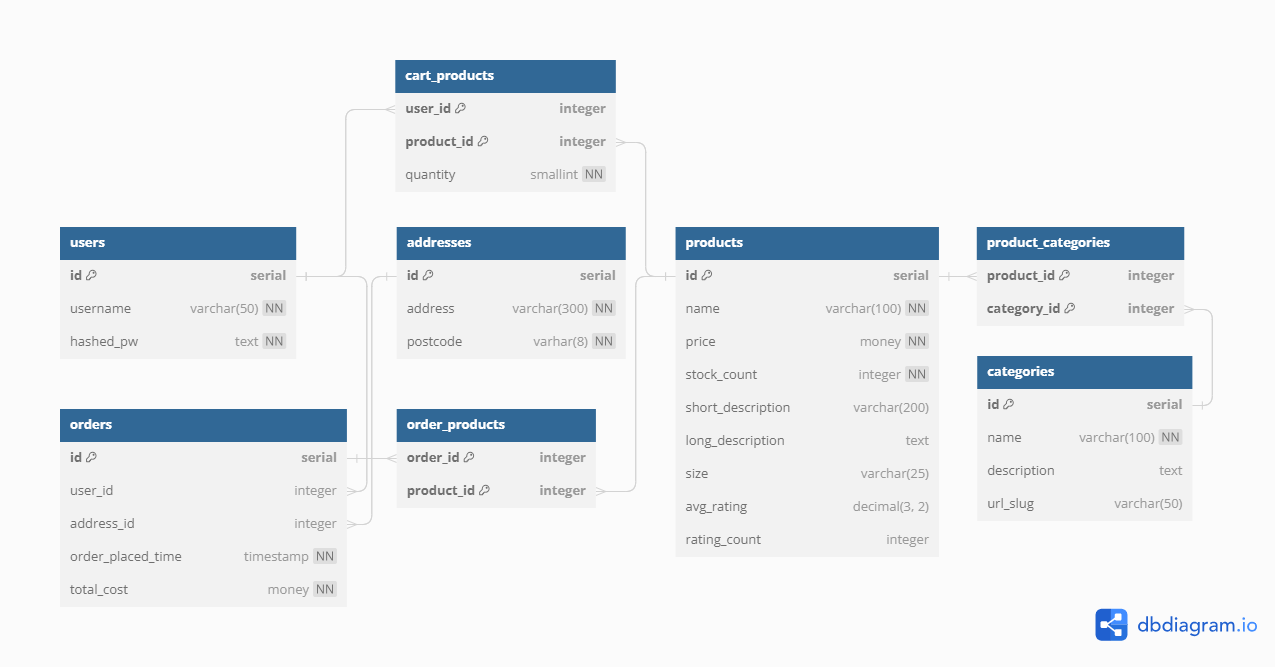 cart_products
user_id integer
product_id integer
quantity smallint NN
users
id serial
username varchar(50) NN
hashed_pw text NN
addresses
id serial
address varchar(300) NN
postcode varhar(8) NN
products
id serial
name varchar(100) NN
price money NN
stock_count integer NN
short_description varchar(200)
long_description text
size varchar(25)
avg_rating decimal(3, 2)
rating_count integer
product_categories
product_id integer
category_id integer
categories
id serial
name varchar(100) NN
description text
url_slug varchar(50)
orders
id serial
user_id integer
address_id integer
order_placed_time timestamp NN
total_cost money NN
order_products
order_id integer
product_id integer
dbdiagram.io